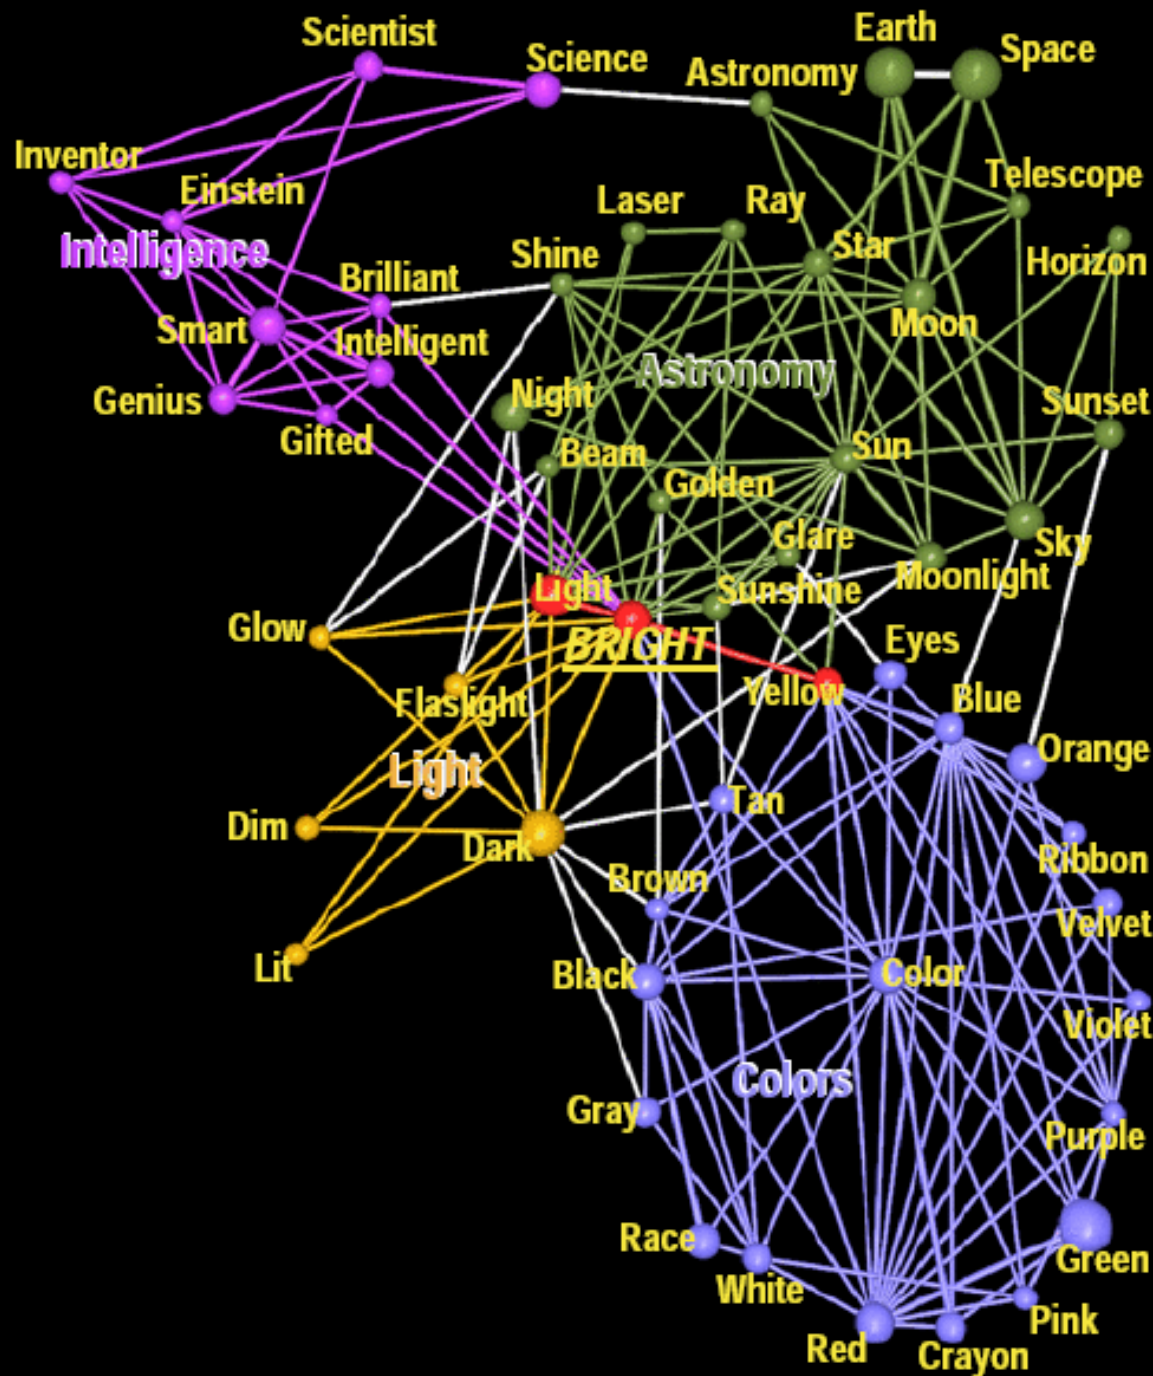 Earth
Scientist
Space
Science
Astronomy
Inventor
Telescope
Einstein
Laser
Ray
Intelligence
Shine
Star
Horizon
Brilliant
Smart
Moon
Intelligent
Astronomy
Night
Genius
Sunset
Gifted
Beam
Sun
Golden
Glare
Sky
Light
Sunshine
Moonlight
Glow
BRIGHT
Eyes
Flaslight
Yellow
Blue
Orange
Light
Tan
Dim
Dark
Ribbon
Brown
Velvet
Lit
Black
Color
Violet
Colors
Gray
Purple
Race
Green
White
Pink
Red
Crayon